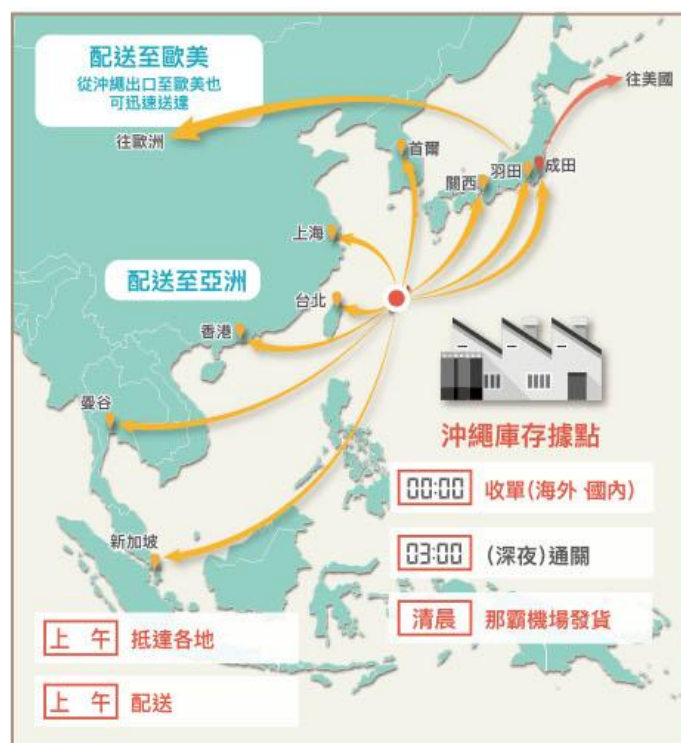 配送至歐美
從沖繩出口至歐美也
可迅速送達
往歐洲
往美國
首爾
關西
羽田
成田
上海
配送至亞洲
台北
香港
曼谷
新加坡
沖繩庫存據點
00:00 收單(海外·國內)
03:00 (深夜)通關
清晨 那霸機場發貨
上 午 抵達各地
上 午 配送